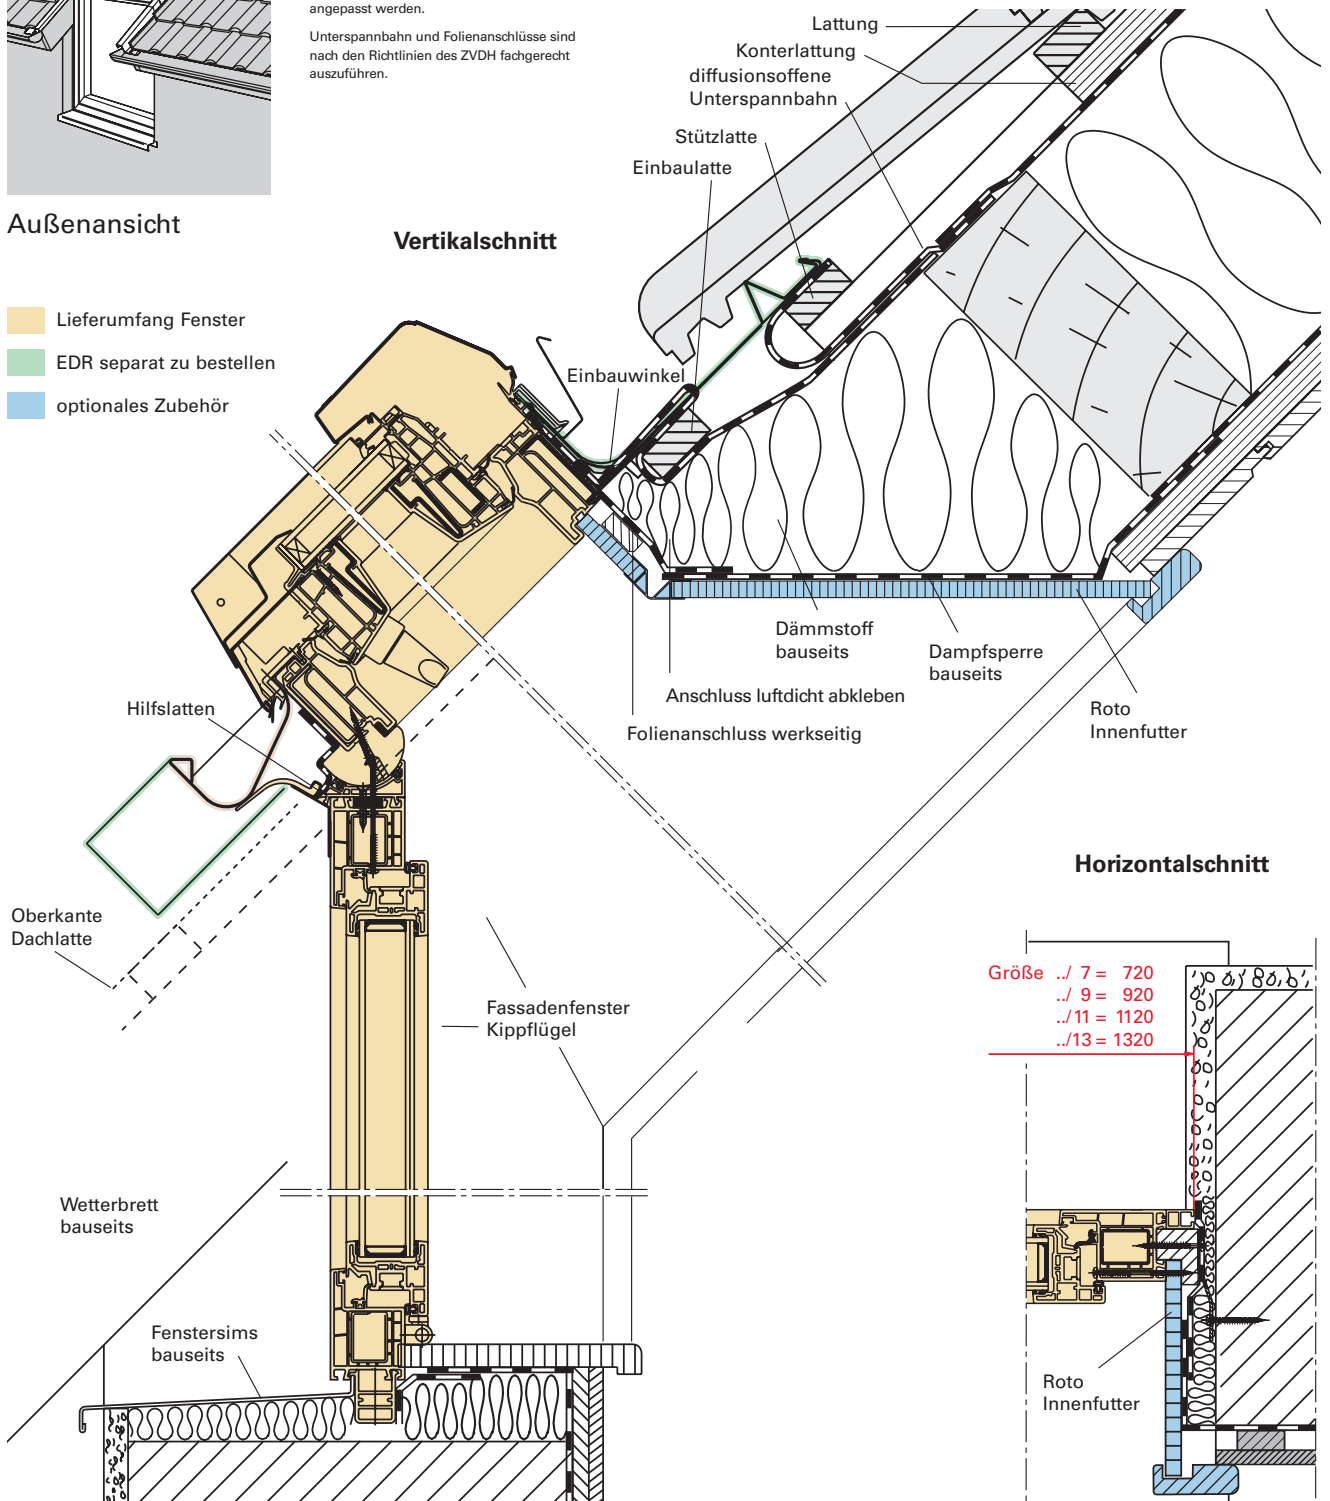 angepasst werden.
Unterspannbahn und Folienanschlüsse sind
nach den Richtlinien des ZVDH fachgerecht
auszuführen.
Außenansicht
Vertikalschnitt
Lieferumfang Fenster
EDR separat zu bestellen
optionales Zubehör
Lattung
Konterlattung
diffusionsoffene
Unterspannbahn
Stützlatte
Einbaulatte
Einbauwinkel
Dämmstoff
bauseits
Dampfsperre
bauseits
Anschluss luftdicht abkleben
Roto
Innenfutter
Folienanschluss werkseitig
Hilfslatten
Oberkante
Dachlatte
Fassadenfenster
Kippflügel
Wetterbrett
bauseits
Fenstersims
bauseits
Horizontalschnitt
Größe ../ 7 = 720
../ 9 = 920
../11 = 1120
../13 = 1320
Roto
Innenfutter